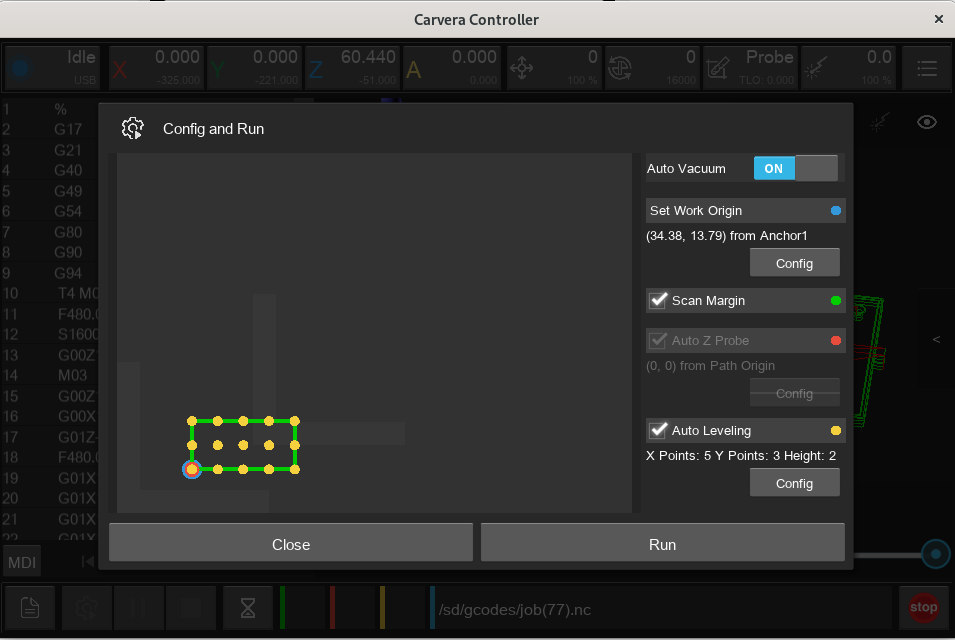 Carvera Controller
×
Idle
USB
X
0.000
-325.000
Y
0.000
-221.000
Z
60.440
-51.000
A
0.000
0.000
0
100 %
0
16000
Probe
TLO: 0.000
0.0
100 %
1 %
2 G17
3 G21
4 G40
5 G49
6 G54
7 G80
8 G90
9 G94
10 T4 M0
11 F480.0
12 S1600
13 G00Z
14 M03
15 G00Z
16 G00X
17 G01Z-
18 F480.0
19 G01X
20 G01X
21 G01X
22 G01X
Config and Run
Auto Vacuum ON
Set Work Origin
(34.38, 13.79) from Anchor1
Config
Scan Margin
Auto Z Probe
(0, 0) from Path Origin
Config
Auto Leveling
X Points: 5 Y Points: 3 Height: 2
Config
Close
Run
<
MDI
/sd/gcodes/job(77).nc
stop